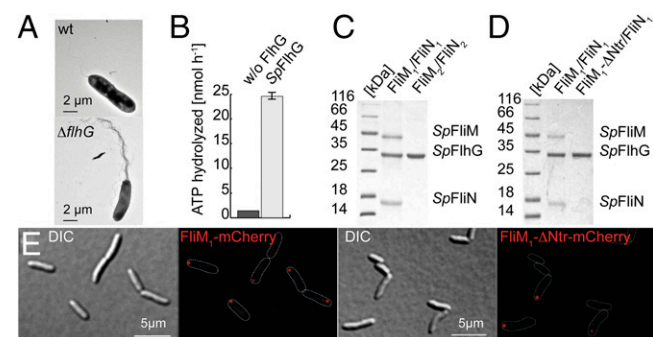 A
wt
2 µm
ΔflhG
2 µm
B
w/o FlhG
SpFlhG
ATP hydrolyzed [nmol h⁻¹]
25
20
15
10
5
0
C
[kDa]
FliM₁/FliN₁
FliM₂/FliN₂
116
66
45
35
25
18
14
SpFliM
SpFlhG
SpFliN
D
[kDa]
FliM₁/FliN₁
FliM₁-ΔNtr/FliN₁
116
66
45
35
25
18
14
SpFliM
SpFlhG
SpFliN
E
DIC
5µm
FliM₁-mCherry
DIC
5µm
FliM₁-ΔNtr-mCherry